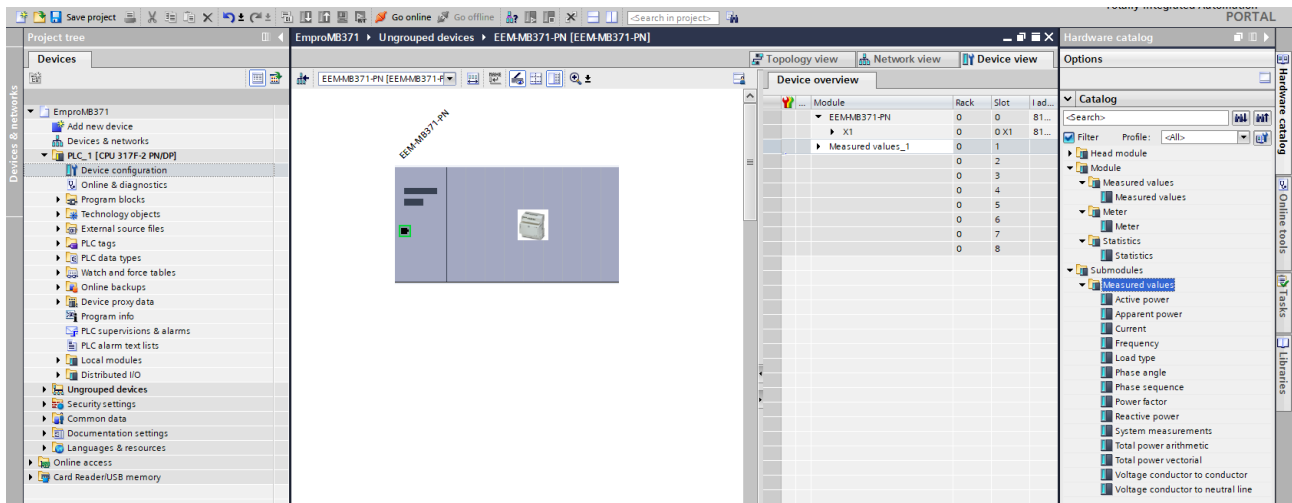 Totally Integrated Automation
PORTAL
Save project
Go online
Go offline
<Search in project>
Project tree
Devices
EmproMB371
Add new device
Devices & networks
PLC_1 [CPU 317F-2 PN/DP]
Device configuration
Online & diagnostics
Program blocks
Technology objects
External source files
PLC tags
PLC data types
Watch and force tables
Online backups
Device proxy data
Program info
PLC supervisions & alarms
PLC alarm text lists
Local modules
Distributed I/O
Ungrouped devices
Security settings
Common data
Documentation settings
Languages & resources
Online access
Card Reader/USB memory
Devices & networks
EmproMB371 Ungrouped devices EEM-MB371-PN [EEM-MB371-PN]
Topology view Network view Device view
EEM-MB371-PN
Device overview
... Module Rack Slot I ad...
EEM-MB371-PN 0 0 81...
X1 0 0 X1 81...
Measured values_1 0 1
0 2
0 3
0 4
0 5
0 6
0 7
0 8
Hardware catalog
Options
Catalog
<Search>
Filter Profile: <All>
Head module
Module
Measured values
Measured values
Meter
Meter
Statistics
Statistics
Submodules
Measured values
Active power
Apparent power
Current
Frequency
Load type
Phase angle
Phase sequence
Power factor
Reactive power
System measurements
Total power arithmetic
Total power vectorial
Voltage conductor to conductor
Voltage conductor to neutral line
Hardware catalog
Online tools
Tasks
Libraries